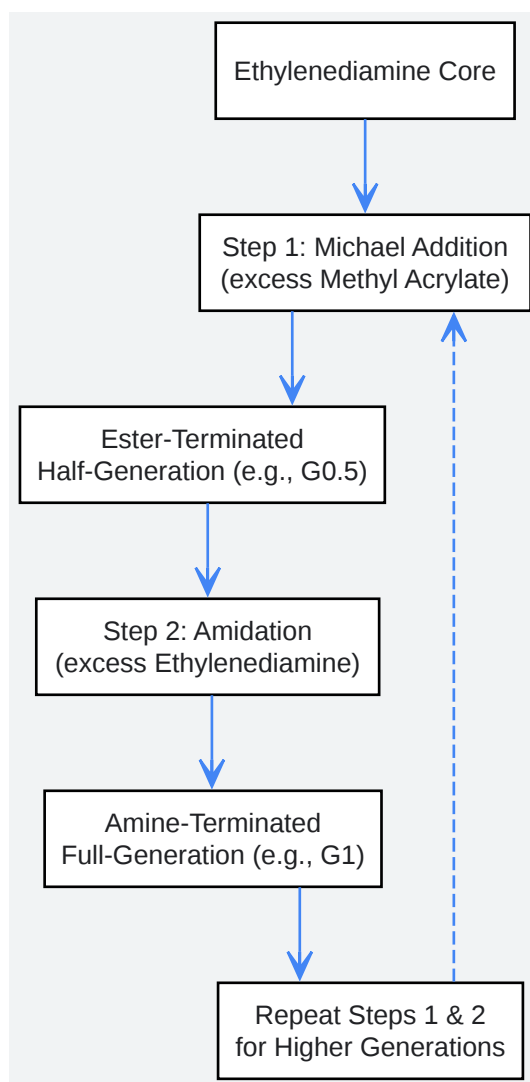 Ethylenediamine Core
Step 1: Michael Addition
(excess Methyl Acrylate)
Ester-Terminated
Half-Generation (e.g., G0.5)
Step 2: Amidation
(excess Ethylenediamine)
Amine-Terminated
Full-Generation (e.g., G1)
Repeat Steps 1 & 2
for Higher Generations